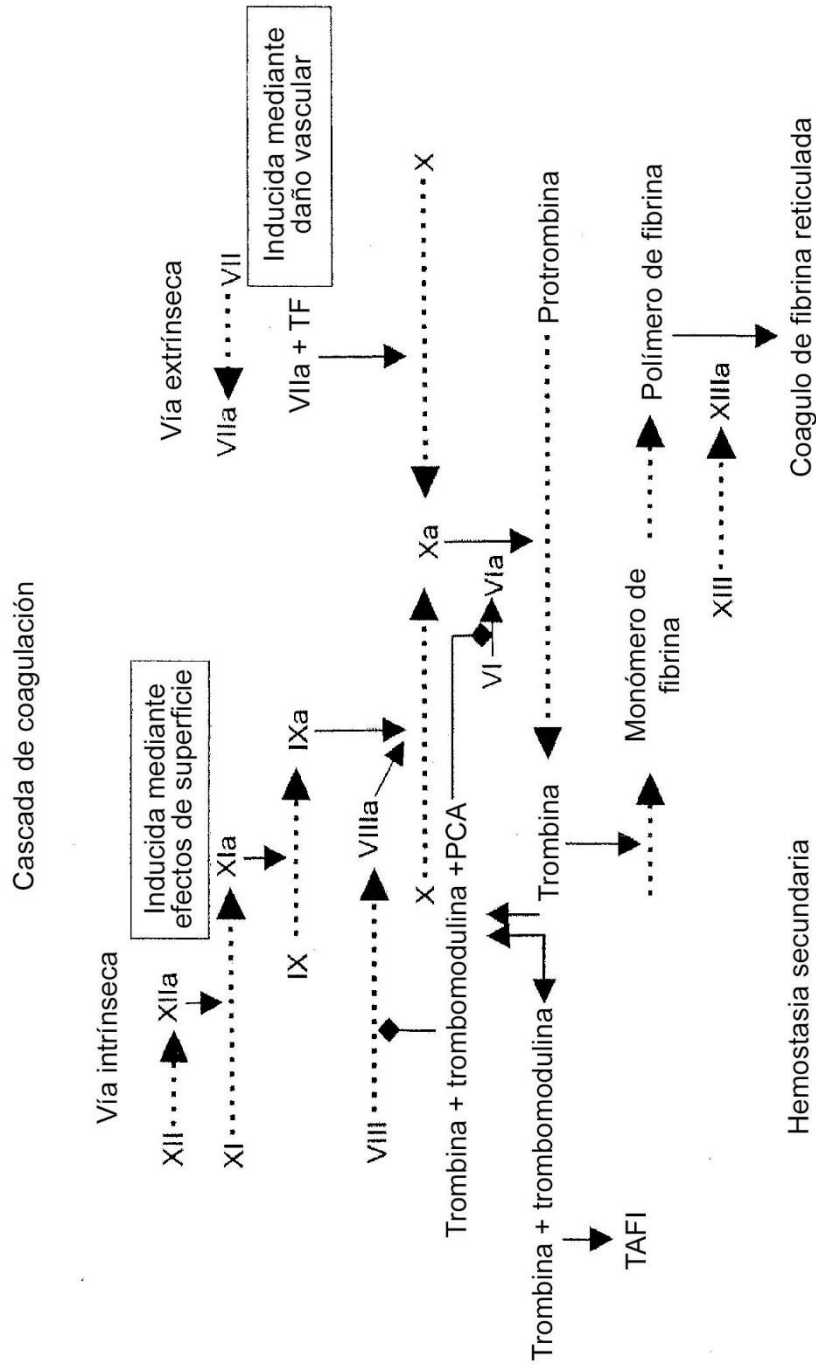 Cascada de coagulación
Vía intrínseca
Vía extrínseca
XII
XIIa
Inducida mediante
efectos de superficie
VIIa
VII
XI
XIa
VIIa + TF
Inducida mediante
daño vascular
IX
IXa
VIII
VIIIa
X
Xa
X
Trombina + trombomodulina +PCA
VI
VIa
Trombina + trombomodulina
Trombina
Protrombina
TAFI
Monómero de
fibrina
Polímero de fibrina
XIII
XIIIa
Hemostasia secundaria
Coagulo de fibrina reticulada